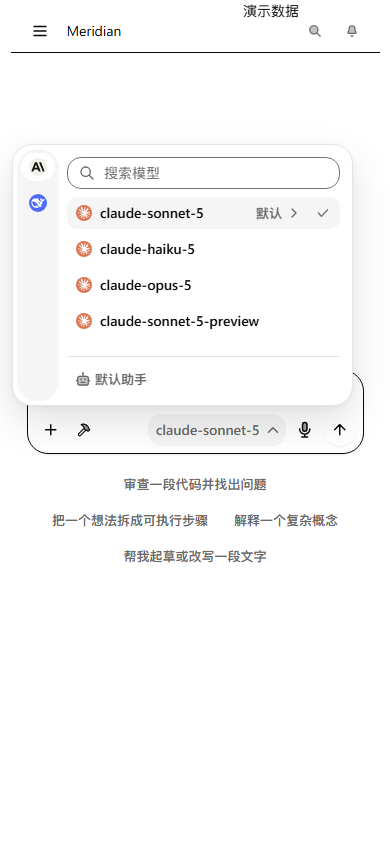 演示数据
Meridian
搜索模型
claude-sonnet-5 默认
claude-haiku-5
claude-opus-5
claude-sonnet-5-preview
默认助手
claude-sonnet-5
审查一段代码并找出问题
把一个想法拆成可执行步骤 解释一个复杂概念
帮我起草或改写一段文字